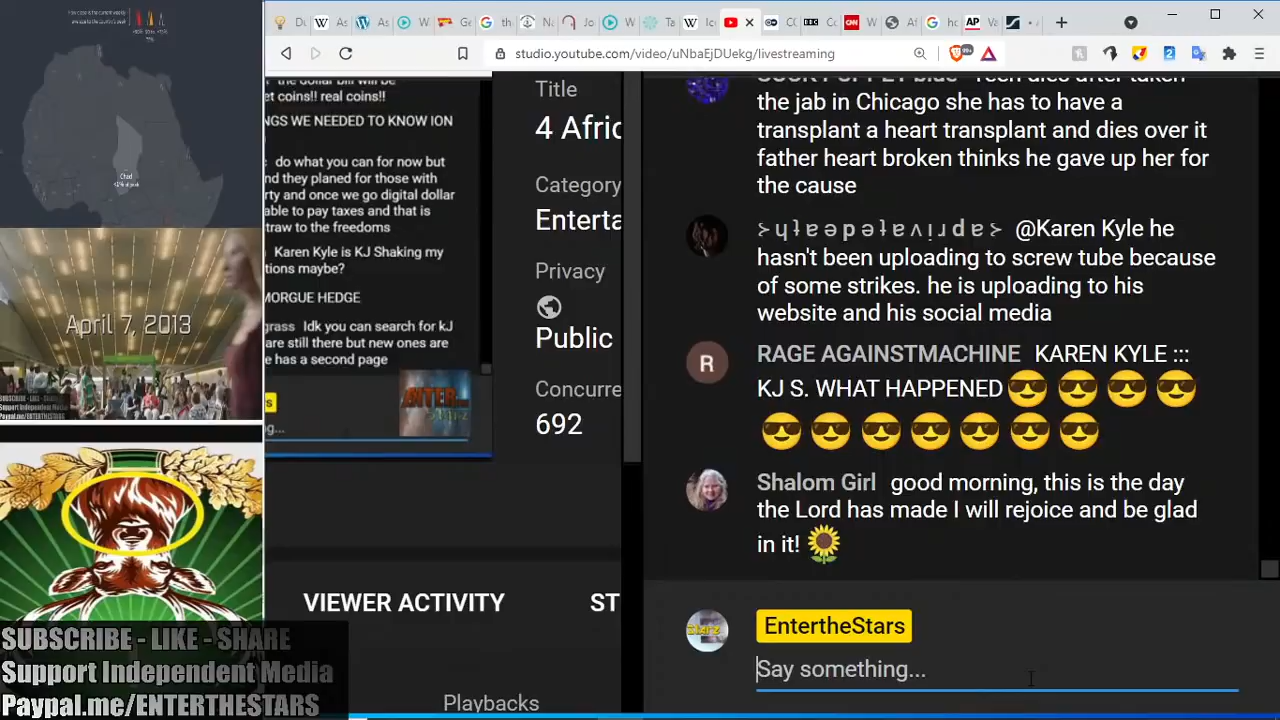 studio.youtube.com/video/uNbaEjDUekg/livestreaming
99+
Chad
April 7, 2013
SUBSCRIBE - LIKE - SHARE
Support Independent Media
Paypal.me/ENTERTHESTARS
the dollar bill will be
et coins!! real coins!!
NGS WE NEEDED TO KNOW ION
do what you can for now but
nd they planed for those with
rty and once we go digital dollar
able to pay taxes and that is
traw to the freedoms
Karen Kyle is KJ Shaking my
tions maybe?
MORGUE HEDGE
grass Idk you can search for kJ
are still there but new ones are
e has a second page
Title
4 Afric
Category
Enterta
Privacy
Public
Concurre
692
VIEWER ACTIVITY
ST
Playbacks
the jab in Chicago she has to have a
transplant a heart transplant and dies over it
father heart broken thinks he gave up her for
the cause
@Karen Kyle he
hasn't been uploading to screw tube because
of some strikes. he is uploading to his
website and his social media
R
RAGE AGAINSTMACHINE KAREN KYLE :::
KJ S. WHAT HAPPENED 😎 😎 😎 😎
😎 😎 😎 😎 😎 😎 😎
Shalom Girl good morning, this is the day
the Lord has made I will rejoice and be glad
in it! 🌻
EntertheStars
Say something...